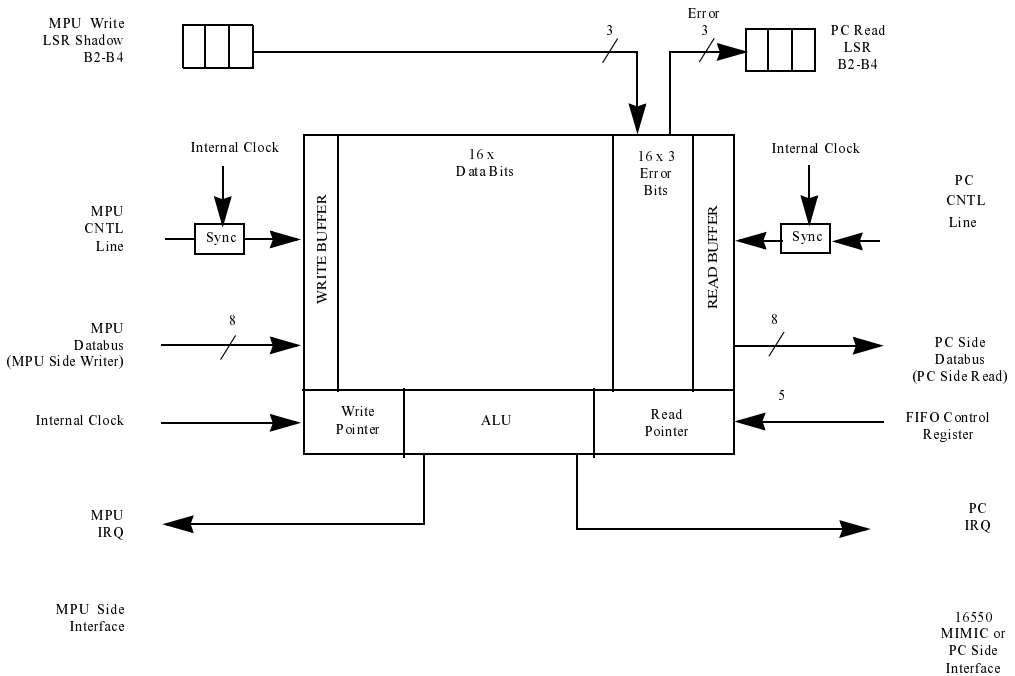 MPU Write
LSR Shadow
B2-B4
3
Error
3
PC Read
LSR
B2-B4
Internal Clock
16 x
Data Bits
16 x 3
Error
Bits
Internal Clock
MPU
CNTL
Line
Sync
WRITE BUFFER
READ BUFFER
Sync
PC
CNTL
Line
MPU
Databus
(MPU Side Writer)
8
8
PC Side
Databus
(PC Side Read)
Internal Clock
Write
Pointer
ALU
Read
Pointer
5
FIFO Control
Register
MPU
IRQ
PC
IRQ
MPU Side
Interface
16550
MIMIC or
PC Side
Interface